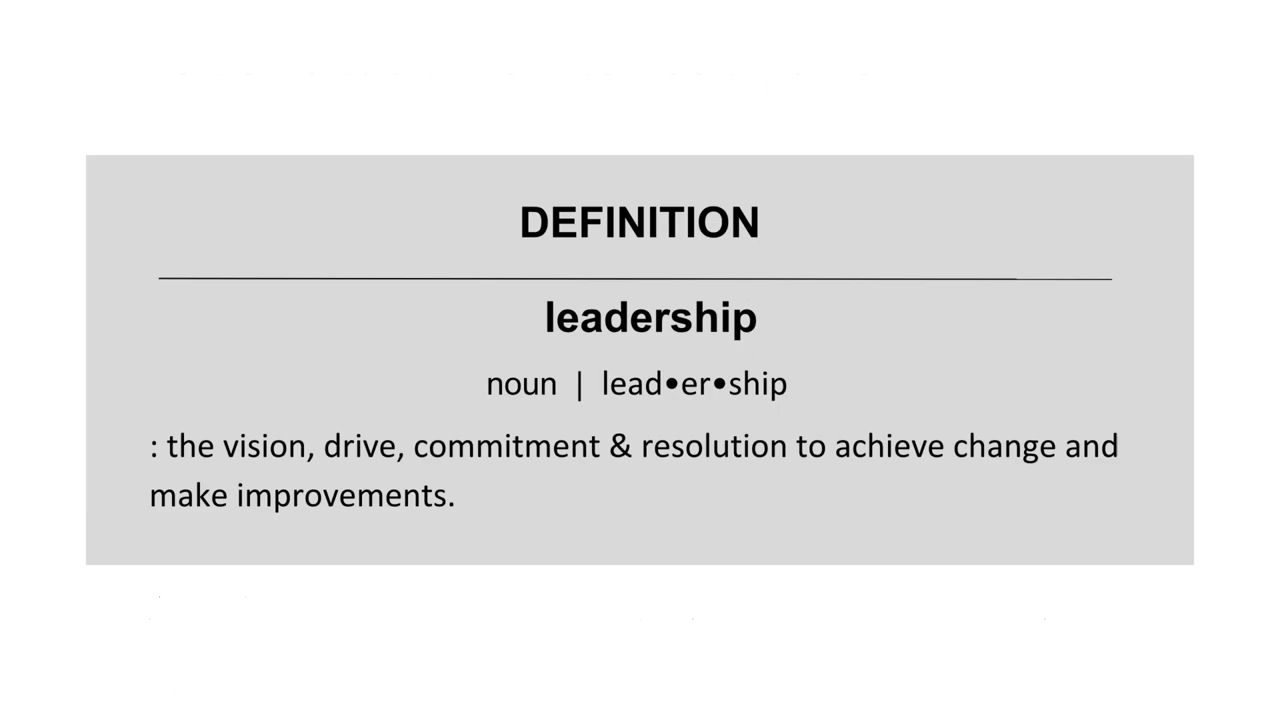 DEFINITION
leadership
noun | lead•er•ship
: the vision, drive, commitment & resolution to achieve change and
make improvements.